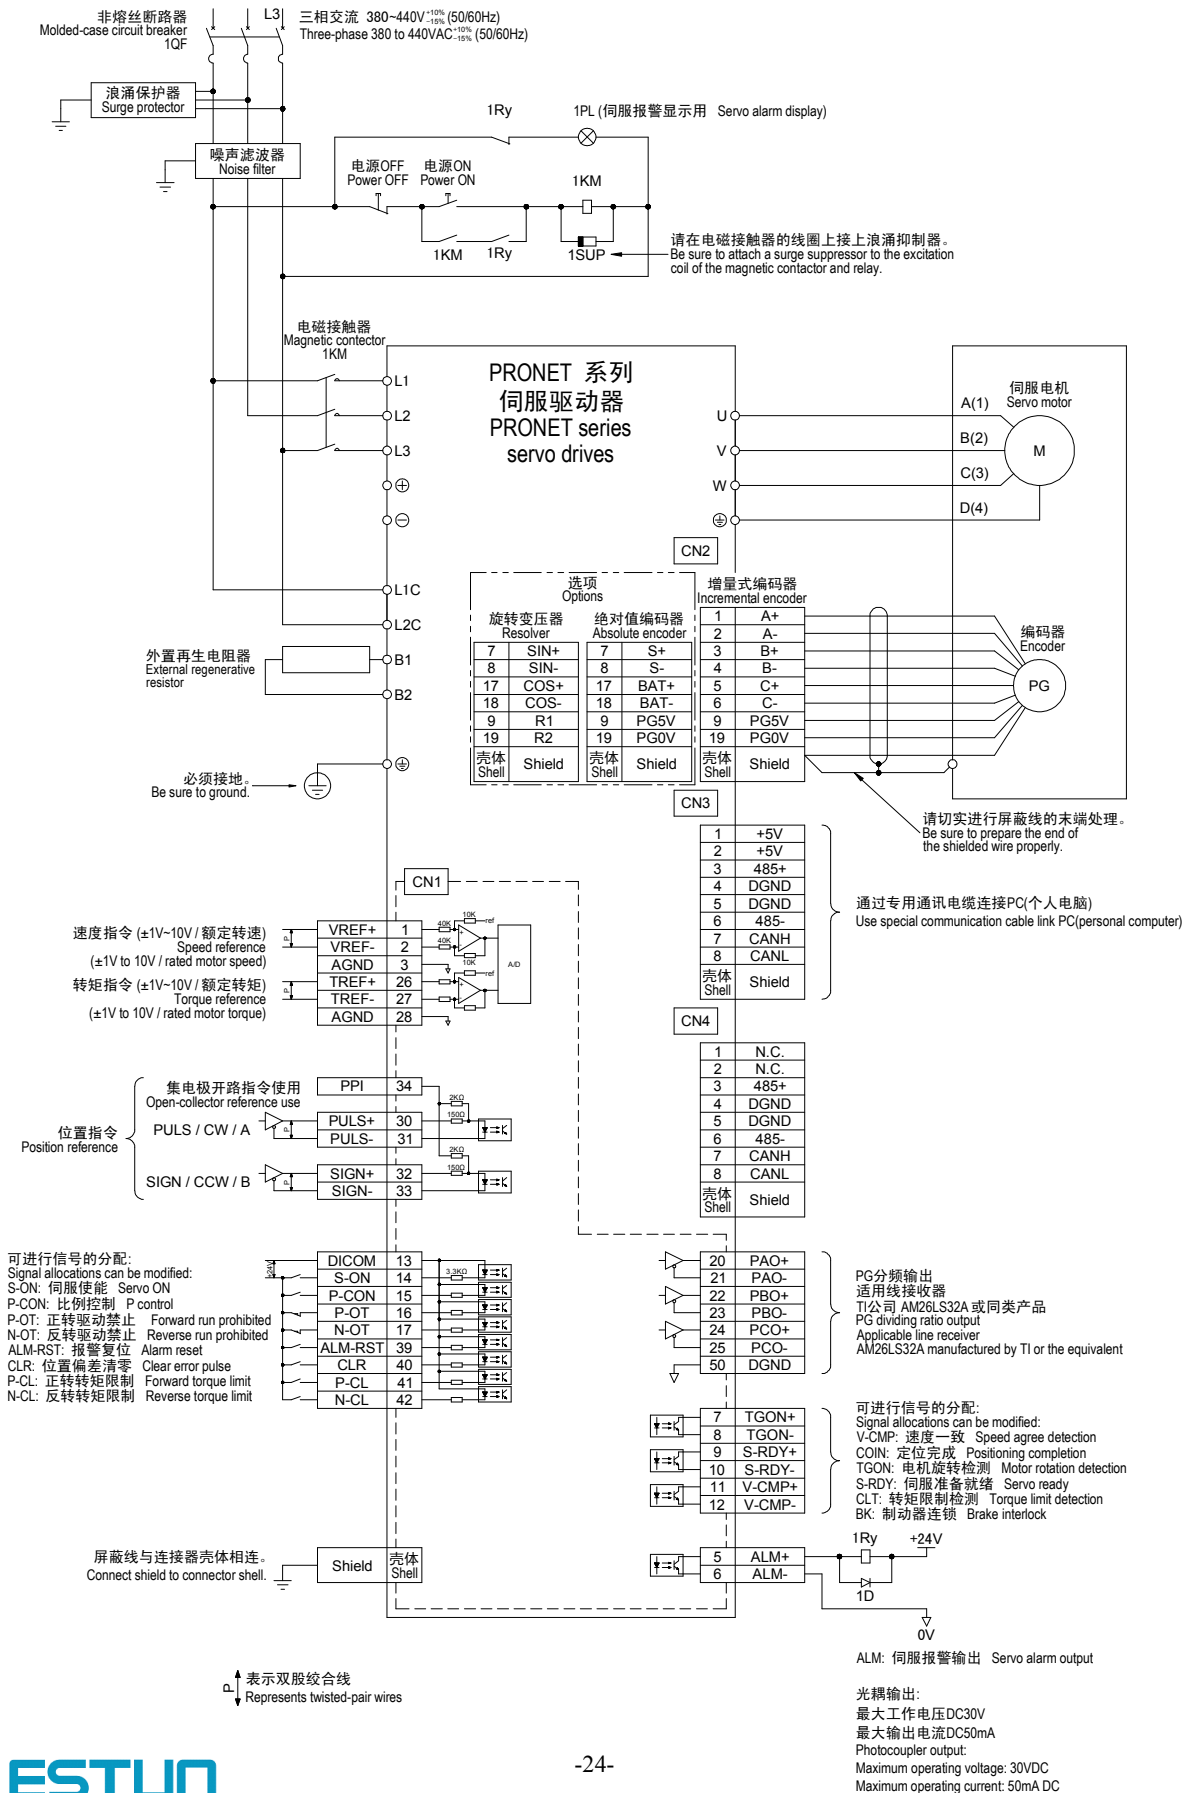 非熔丝断路器
Molded-case circuit breaker
1QF
L3
三相交流 380~440V +10% -15% (50/60Hz)
Three-phase 380 to 440VAC +10% -15% (50/60Hz)
浪涌保护器
Surge protector
噪声滤波器
Noise filter
1Ry
1PL (伺服报警显示用 Servo alarm display)
电源OFF
Power OFF
电源ON
Power ON
1KM
1KM
1Ry
1SUP
请在电磁接触器的线圈上接上浪涌抑制器。
Be sure to attach a surge suppressor to the excitation
coil of the magnetic contactor and relay.
电磁接触器
Magnetic contector
1KM
PRONET 系列
伺服驱动器
PRONET series
servo drives
L1
L2
L3
⊕
⊖
L1C
L2C
B1
B2
外置再生电阻器
External regenerative
resistor
必须接地。
Be sure to ground.
U
V
W
A(1)
B(2)
C(3)
D(4)
伺服电机
Servo motor
M
CN2
选项
Options
旋转变压器
Resolver
7 SIN+
8 SIN-
17 COS+
18 COS-
9 R1
19 R2
壳体
Shell
Shield
绝对值编码器
Absolute encoder
7 S+
8 S-
17 BAT+
18 BAT-
9 PG5V
19 PG0V
壳体
Shell
Shield
增量式编码器
Incremental encoder
1 A+
2 A-
3 B+
4 B-
5 C+
6 C-
9 PG5V
19 PG0V
壳体
Shell
Shield
编码器
Encoder
PG
请切实进行屏蔽线的末端处理。
Be sure to prepare the end of
the shielded wire properly.
CN3
1 +5V
2 +5V
3 485+
4 DGND
5 DGND
6 485-
7 CANH
8 CANL
壳体
Shell
Shield
通过专用通讯电缆连接PC(个人电脑)
Use special communication cable link PC(personal computer)
CN4
1 N.C.
2 N.C.
3 485+
4 DGND
5 DGND
6 485-
7 CANH
8 CANL
壳体
Shell
Shield
CN1
速度指令 (±1V~10V / 额定转速)
Speed reference
(±1V to 10V / rated motor speed)
转矩指令 (±1V~10V / 额定转矩)
Torque reference
(±1V to 10V / rated motor torque)
P
P
VREF+ 1
VREF- 2
AGND 3
TREF+ 26
TREF- 27
AGND 28
40K
40K
10K
10K
ref
ref
A/D
位置指令
Position reference
集电极开路指令使用
Open-collector reference use
PULS / CW / A
SIGN / CCW / B
P
P
PPI 34
PULS+ 30
PULS- 31
SIGN+ 32
SIGN- 33
2KΩ
150Ω
2KΩ
150Ω
可进行信号的分配:
Signal allocations can be modified:
S-ON: 伺服使能 Servo ON
P-CON: 比例控制 P control
P-OT: 正转驱动禁止 Forward run prohibited
N-OT: 反转驱动禁止 Reverse run prohibited
ALM-RST: 报警复位 Alarm reset
CLR: 位置偏差清零 Clear error pulse
P-CL: 正转转矩限制 Forward torque limit
N-CL: 反转转矩限制 Reverse torque limit
+24V
DICOM 13
S-ON 14
P-CON 15
P-OT 16
N-OT 17
ALM-RST 39
CLR 40
P-CL 41
N-CL 42
3.3KΩ
20 PAO+
21 PAO-
22 PBO+
23 PBO-
24 PCO+
25 PCO-
50 DGND
PG分频输出
适用线接收器
TI公司 AM26LS32A 或同类产品
PG dividing ratio output
Applicable line receiver
AM26LS32A manufactured by TI or the equivalent
7 TGON+
8 TGON-
9 S-RDY+
10 S-RDY-
11 V-CMP+
12 V-CMP-
可进行信号的分配:
Signal allocations can be modified:
V-CMP: 速度一致 Speed agree detection
COIN: 定位完成 Positioning completion
TGON: 电机旋转检测 Motor rotation detection
S-RDY: 伺服准备就绪 Servo ready
CLT: 转矩限制检测 Torque limit detection
BK: 制动器连锁 Brake interlock
屏蔽线与连接器壳体相连。
Connect shield to connector shell.
Shield
壳体
Shell
5 ALM+
6 ALM-
1Ry
+24V
1D
0V
ALM: 伺服报警输出 Servo alarm output
P
表示双股绞合线
Represents twisted-pair wires
光耦输出:
最大工作电压DC30V
最大输出电流DC50mA
Photocoupler output:
Maximum operating voltage: 30VDC
Maximum operating current: 50mA DC
ESTUN
-24-